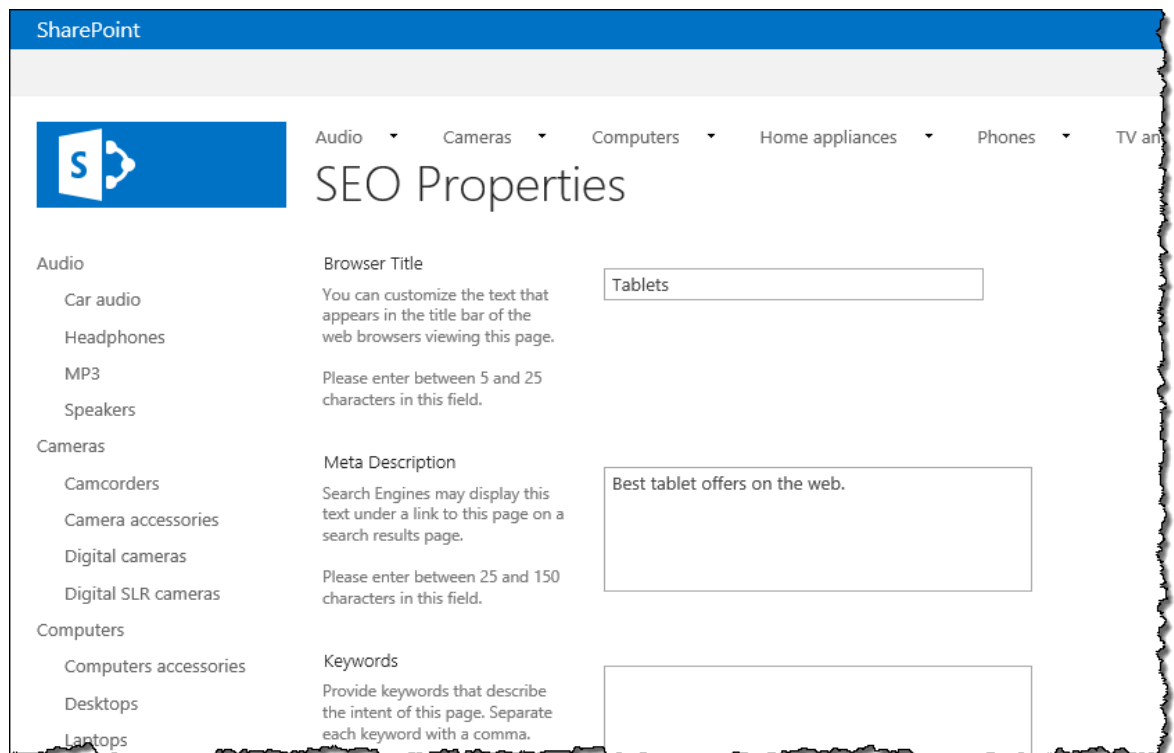 SharePoint
Audio Cameras Computers Home appliances Phones TV an
SEO Properties
Audio
Car audio
Headphones
MP3
Speakers
Cameras
Camcorders
Camera accessories
Digital cameras
Digital SLR cameras
Computers
Computers accessories
Desktops
Laptops
Browser Title
You can customize the text that
appears in the title bar of the
web browsers viewing this page.
Please enter between 5 and 25
characters in this field.
Tablets
Meta Description
Search Engines may display this
text under a link to this page on a
search results page.
Please enter between 25 and 150
characters in this field.
Best tablet offers on the web.
Keywords
Provide keywords that describe
the intent of this page. Separate
each keyword with a comma.